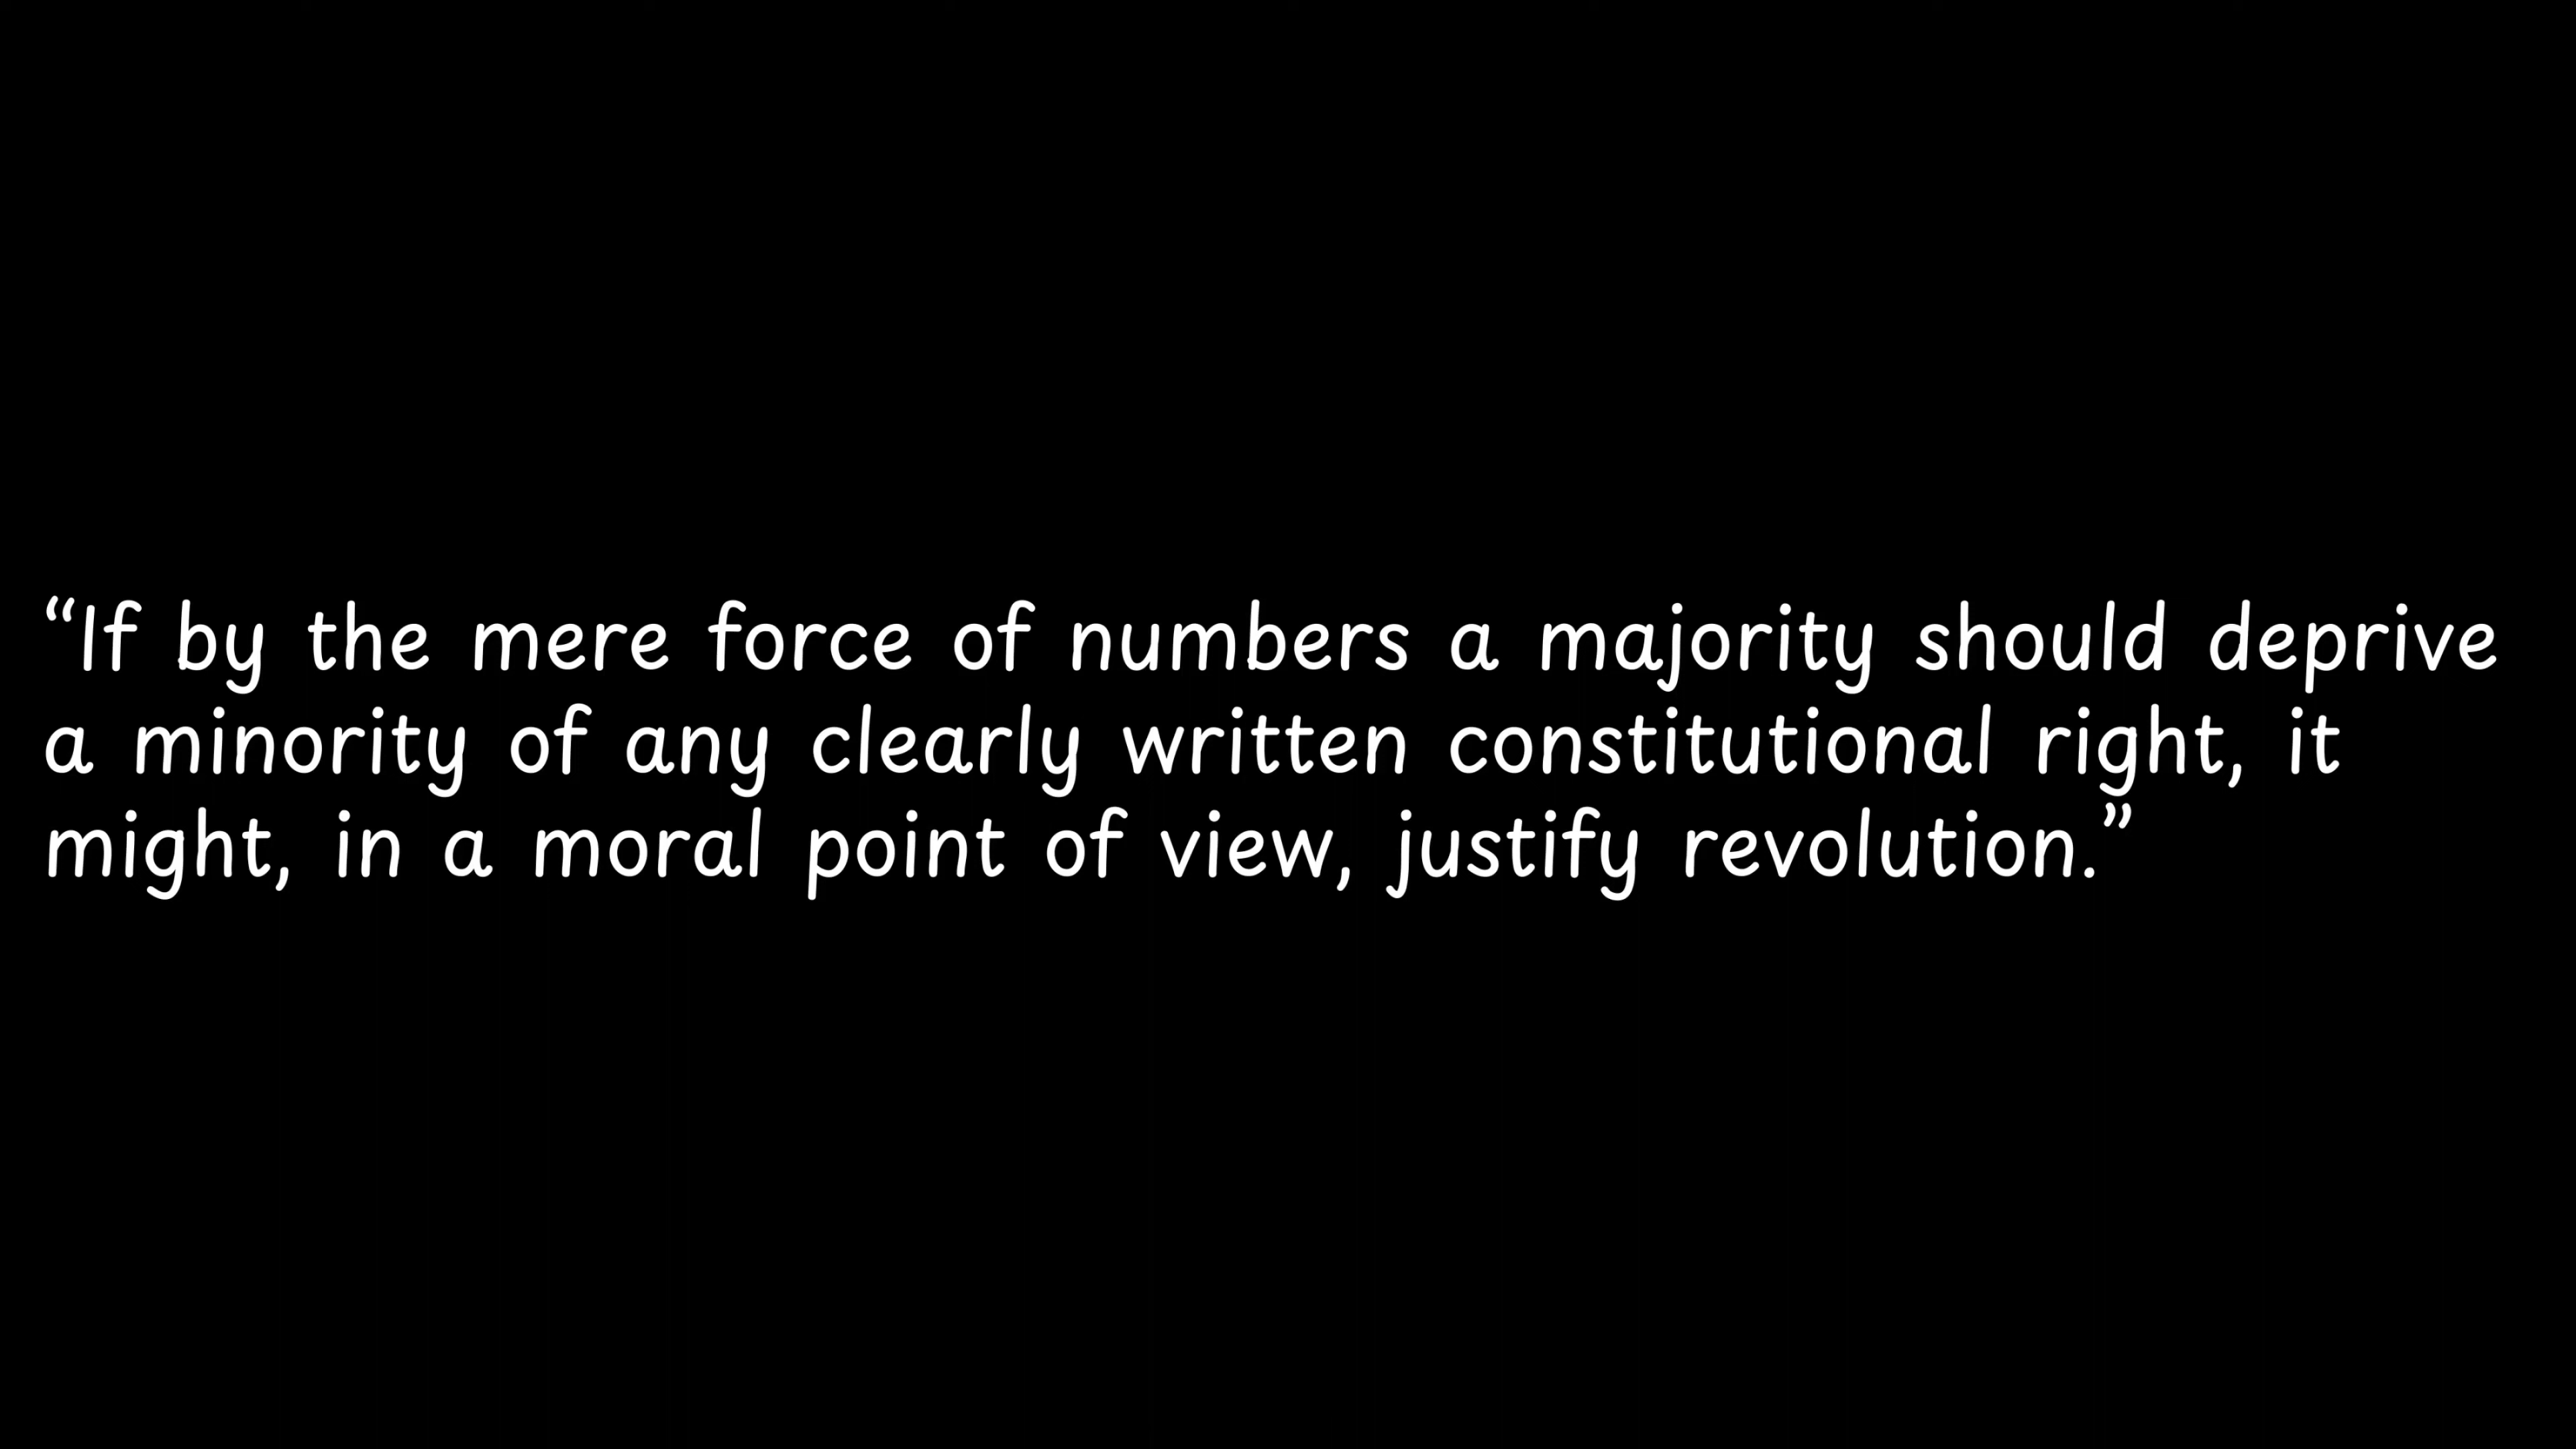 “If by the mere force of numbers a majority should deprive
a minority of any clearly written constitutional right, it
might, in a moral point of view, justify revolution.”